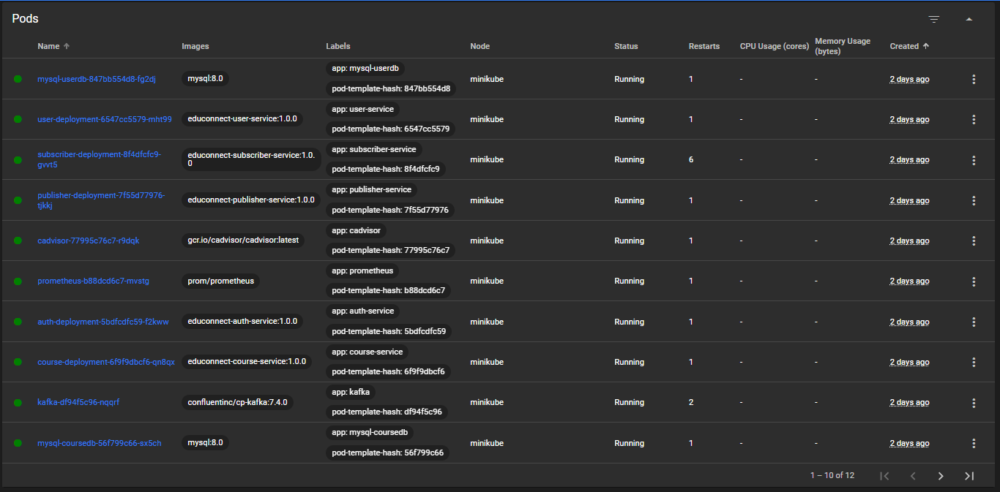 Pods
Name Images Labels Node Status Restarts CPU Usage (cores) Memory Usage (bytes) Created
mysql-userdb-847bb554d8-fg2dj mysql:8.0 app: mysql-userdb pod-template-hash: 847bb554d8 minikube Running 1 - - 2 days ago
user-deployment-6547cc5579-mht99 educonnect-user-service:1.0.0 app: user-service pod-template-hash: 6547cc5579 minikube Running 1 - - 2 days ago
subscriber-deployment-8f4dfcfc9-gvvt5 educonnect-subscriber-service:1.0.0 app: subscriber-service pod-template-hash: 8f4dfcfc9 minikube Running 6 - - 2 days ago
publisher-deployment-7f55d77976-tjkkj educonnect-publisher-service:1.0.0 app: publisher-service pod-template-hash: 7f55d77976 minikube Running 1 - - 2 days ago
cadvisor-77995c76c7-r9dqk gcr.io/cadvisor/cadvisor:latest app: cadvisor pod-template-hash: 77995c76c7 minikube Running 1 - - 2 days ago
prometheus-b88dcd6c7-mvstg prom/prometheus app: prometheus pod-template-hash: b88dcd6c7 minikube Running 1 - - 2 days ago
auth-deployment-5bdfcdfc59-f2kww educonnect-auth-service:1.0.0 app: auth-service pod-template-hash: 5bdfcdfc59 minikube Running 1 - - 2 days ago
course-deployment-6f9f9dbcf6-qn8qx educonnect-course-service:1.0.0 app: course-service pod-template-hash: 6f9f9dbcf6 minikube Running 1 - - 2 days ago
kafka-df94f5c96-nqqrf confluentinc/cp-kafka:7.4.0 app: kafka pod-template-hash: df94f5c96 minikube Running 2 - - 2 days ago
mysql-coursedb-56f799c66-sx5ch mysql:8.0 app: mysql-coursedb pod-template-hash: 56f799c66 minikube Running 1 - - 2 days ago
1 – 10 of 12